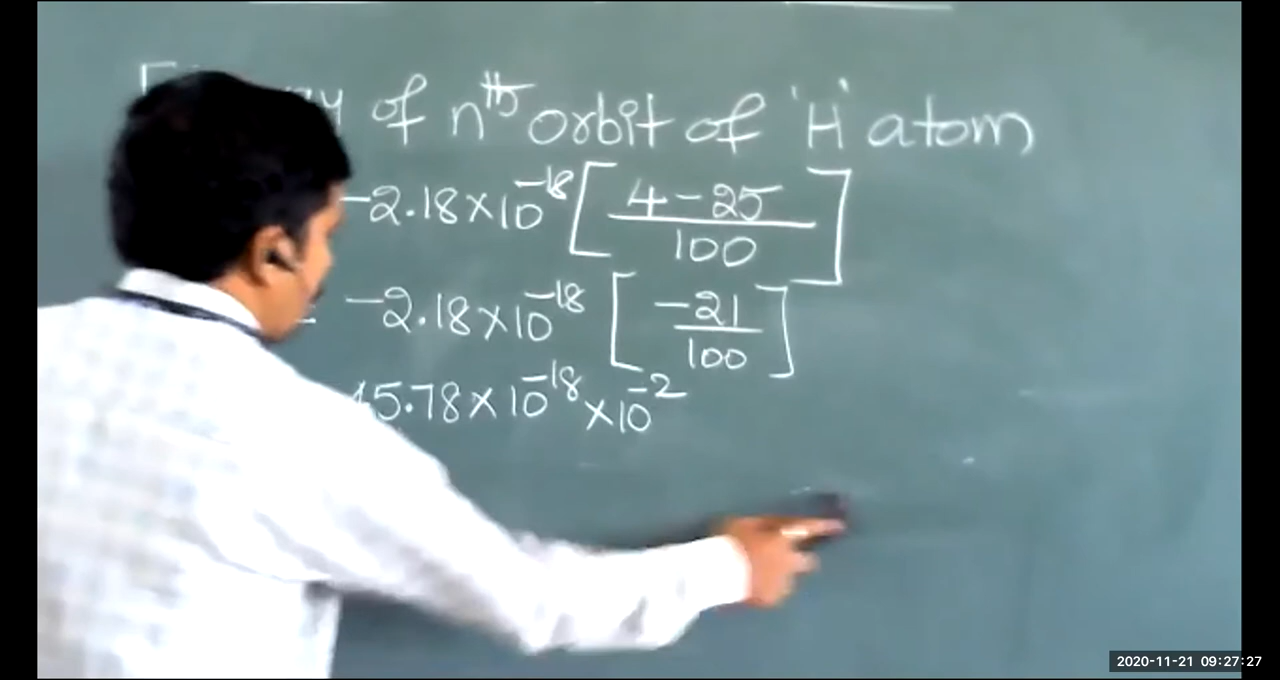 of nth orbit of 'H' atom
-2.18×10^-18 [ 4-25 / 100 ]
-2.18×10^-18 [ -21 / 100 ]
45.78×10^-18 ×10^-2
2020-11-21 09:27:27